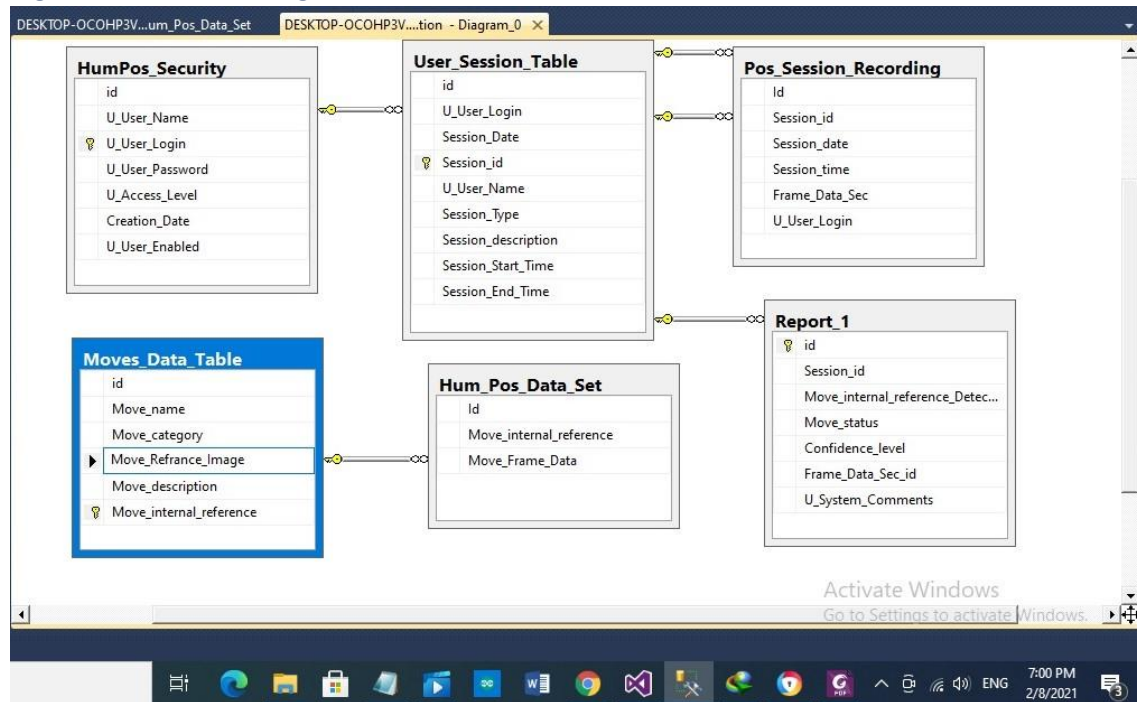 DESKTOP-OCOHP3V...um_Pos_Data_Set
DESKTOP-OCOHP3V....tion - Diagram_0
HumPos_Security
id
U_User_Name
U_User_Login
U_User_Password
U_Access_Level
Creation_Date
U_User_Enabled
User_Session_Table
id
U_User_Login
Session_Date
Session_id
U_User_Name
Session_Type
Session_description
Session_Start_Time
Session_End_Time
Pos_Session_Recording
Id
Session_id
Session_date
Session_time
Frame_Data_Sec
U_User_Login
Moves_Data_Table
id
Move_name
Move_category
Move_Refrance_Image
Move_description
Move_internal_reference
Hum_Pos_Data_Set
Id
Move_internal_reference
Move_Frame_Data
Report_1
id
Session_id
Move_internal_reference_Detec...
Move_status
Confidence_level
Frame_Data_Sec_id
U_System_Comments
Activate Windows
Go to Settings to activate Windows.
ENG
7:00 PM
2/8/2021
3